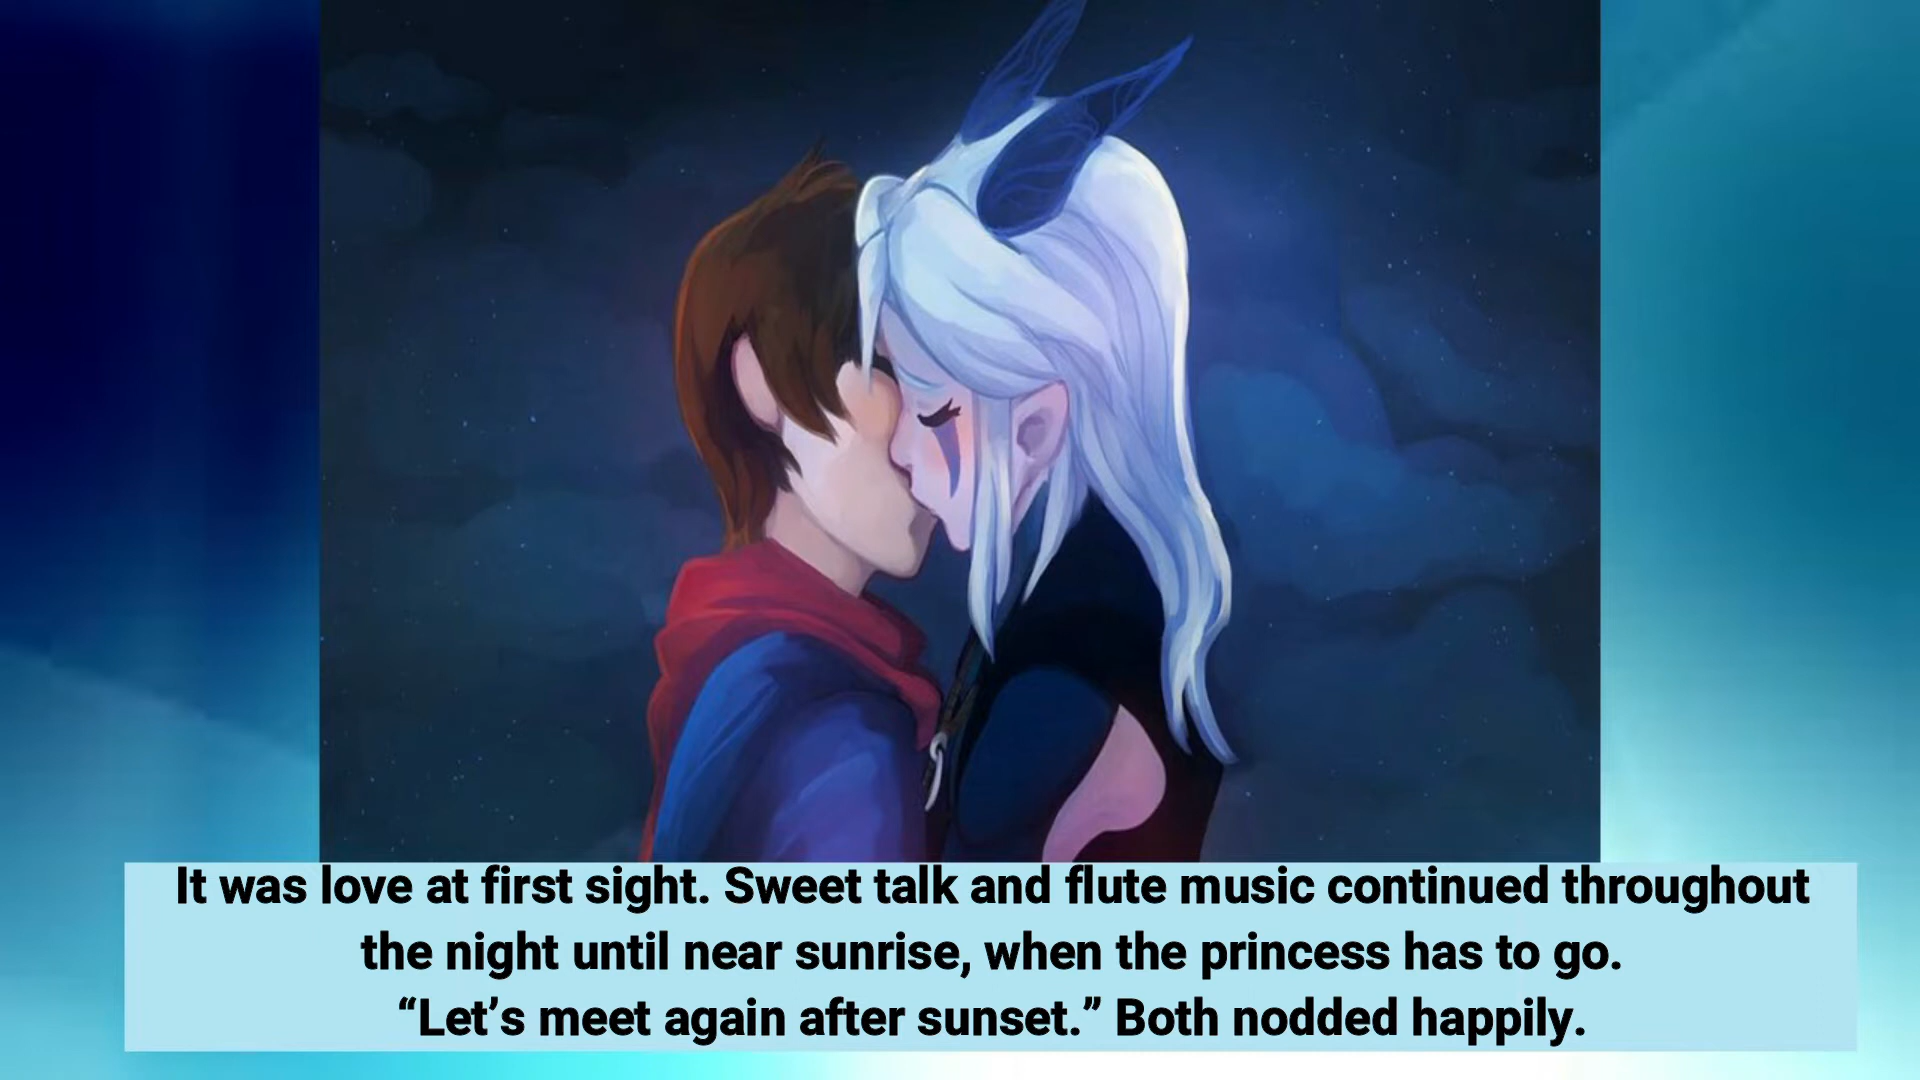 It was love at first sight. Sweet talk and flute music continued throughout
the night until near sunrise, when the princess has to go.
“Let’s meet again after sunset.” Both nodded happily.